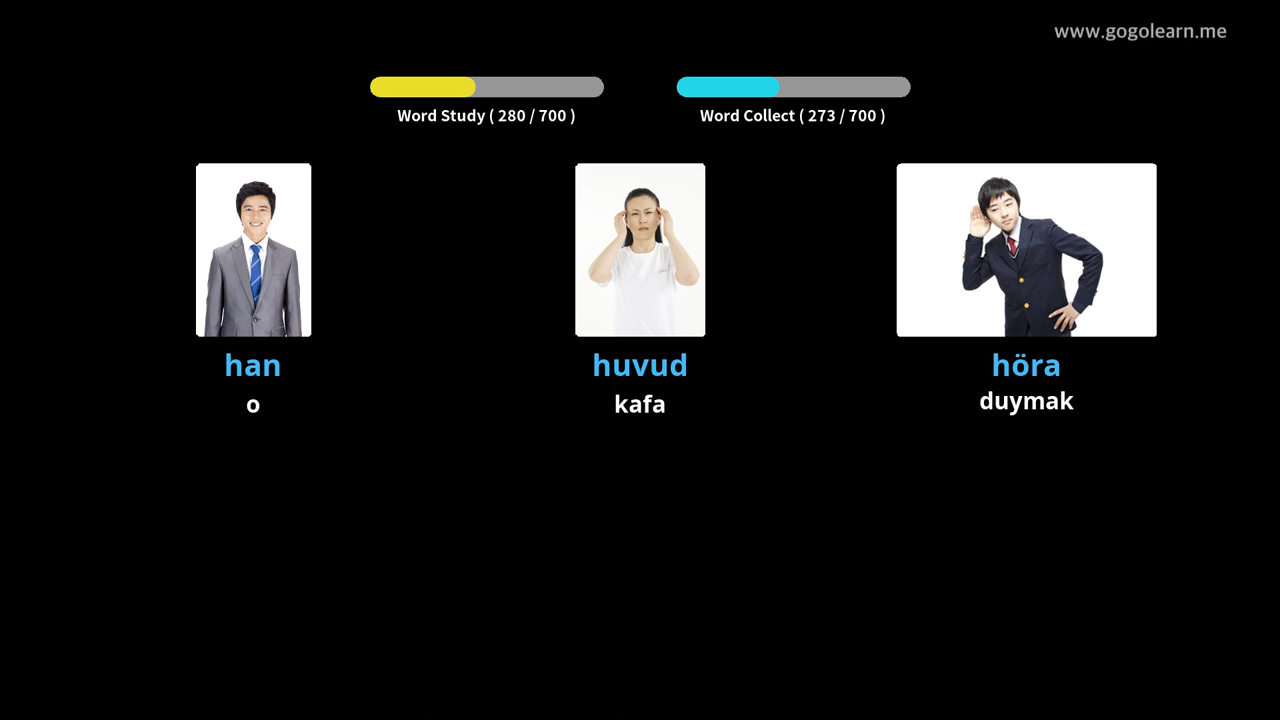 www.gogolearn.me
Word Study ( 280 / 700 )
Word Collect ( 273 / 700 )
han
huvud
höra
o
kafa
duymak